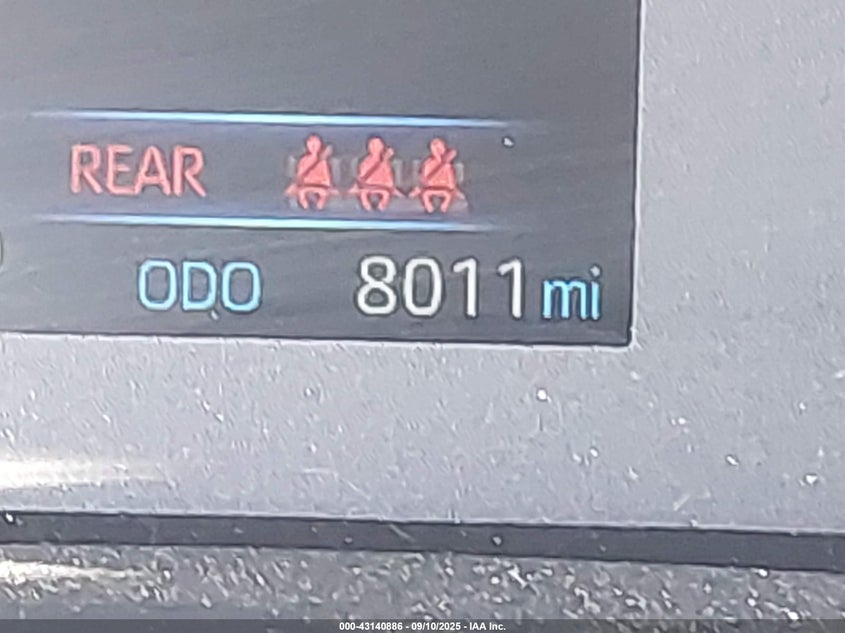 REAR
ODO 8011 mi
000-43140886 - 09/10/2025 - IAA Inc.